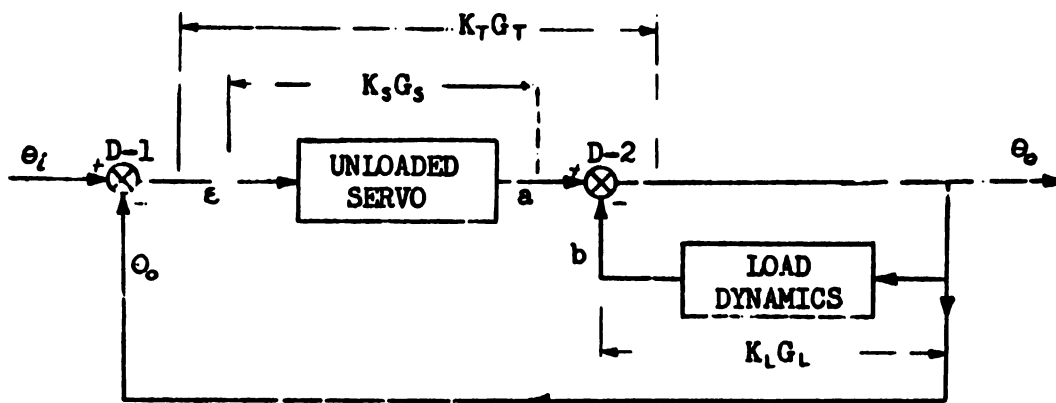 K_T G_T
K_S G_S
θ_i
+
D-1
-
ε
UNLOADED
SERVO
a
+
D-2
-
θ_o
θ_o
b
LOAD
DYNAMICS
K_L G_L